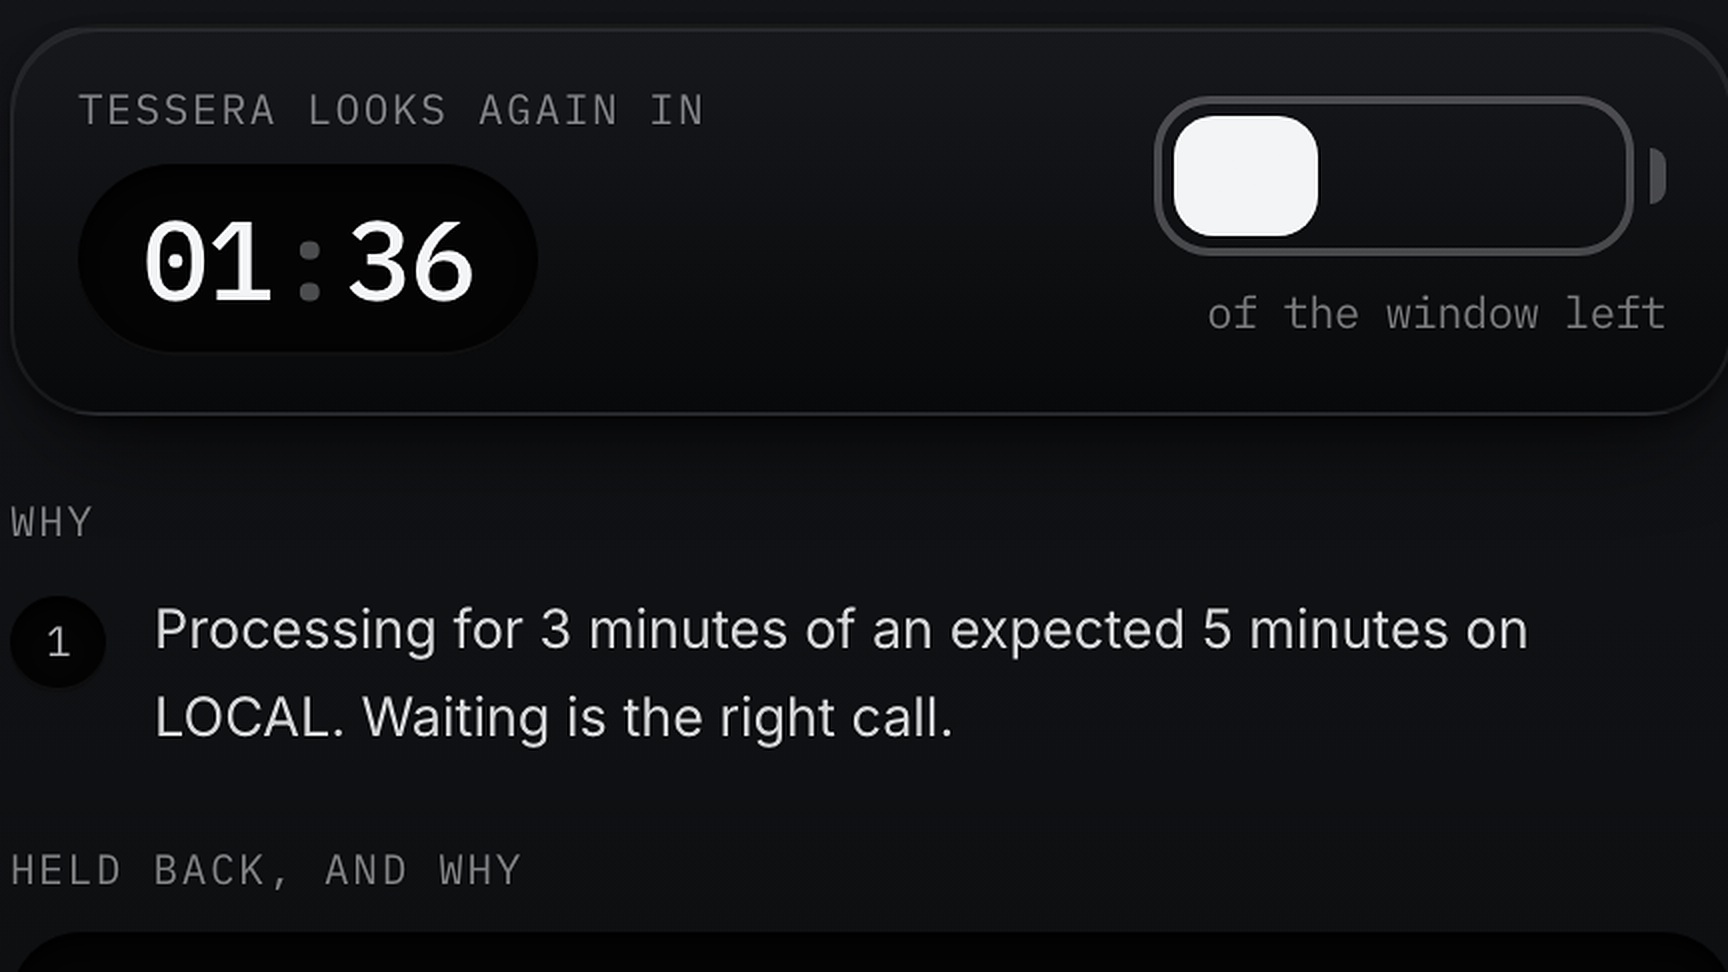 TESSERA LOOKS AGAIN IN
01:36
of the window left
WHY
1
Processing for 3 minutes of an expected 5 minutes on
LOCAL. Waiting is the right call.
HELD BACK, AND WHY